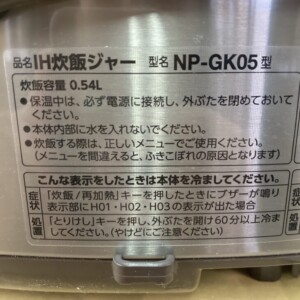 品名IH炊飯ジャー 型名 NP-GK05型
炊飯容量 0.54L
●保温中は、必ず電源に接続し、外ぶたを閉めておいて
ください。
●本体内部に水を入れないでください。
●炊飯する際は、正しいメニューでご使用ください。
(メニューを間違えると、ふきこぼれの原因となります)
こんな表示をしたときは本体を冷ましてください。
症状 「炊飯/再加熱」キーを押したときにブザーが鳴り
表示部にH01・H02・H03の表示が出た場合
処置 「とりけし」キーを押し、外ぶたを開け60分以上冷ま
してください。(やけどにご注意ください)